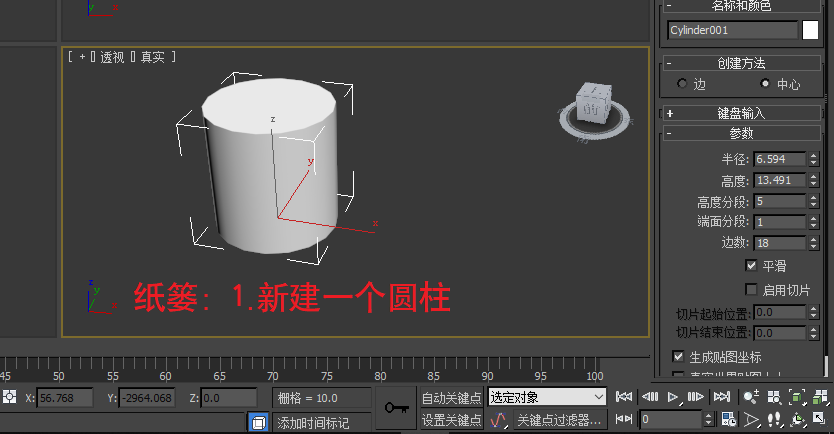 名称和颜色
Cylinder001
[ + [] 透视 [] 真实 ]
- 创建方法
边 中心
+ 键盘输入
- 参数
半径: 6.594
高度: 13.491
高度分段: 5
端面分段: 1
边数: 18
平滑
启用切片
切片起始位置: 0.0
切片结束位置: 0.0
生成贴图坐标
z
y
x
前
z
y
纸篓: 1.新建一个圆柱
45 50 55 60 65 70 75 80 85 90 95 100
X: 56.768 Y: -2964.068 Z: 0.0 栅格 = 10.0 自动关键点 选定对象
添加时间标记 设置关键点 关键点过滤器... 0